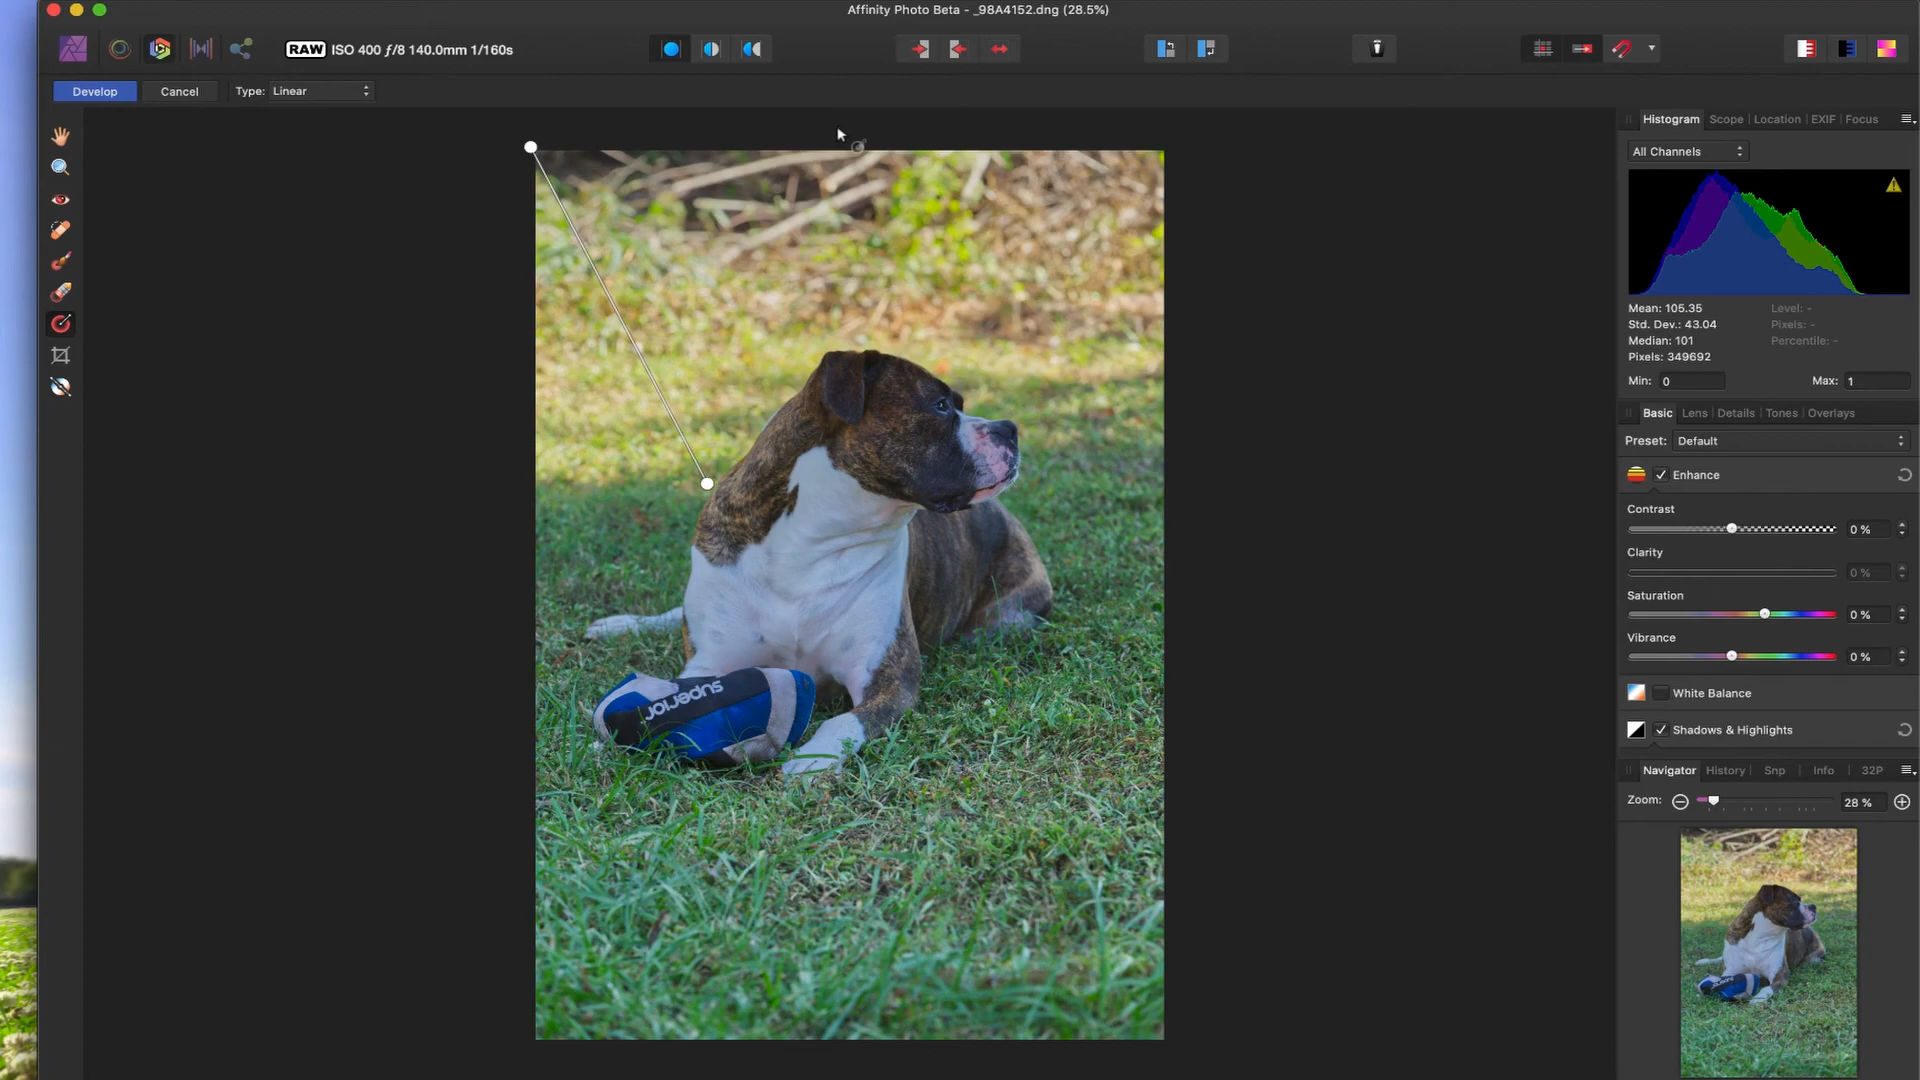 Affinity Photo Beta - _98A4152.dng (28.5%)
RAW ISO 400 ƒ/8 140.0mm 1/160s
Develop Cancel Type: Linear
Histogram Scope Location EXIF Focus
All Channels
Mean: 105.35 Level: -
Std. Dev.: 43.04 Pixels: -
Median: 101 Percentile: -
Pixels: 349692
Min: 0 Max: 1
Basic Lens Details Tones Overlays
Preset: Default
Enhance
Contrast
0 %
Clarity
0 %
Saturation
0 %
Vibrance
0 %
White Balance
Shadows & Highlights
Navigator History Snp Info 32P
Zoom: 28 %
superior